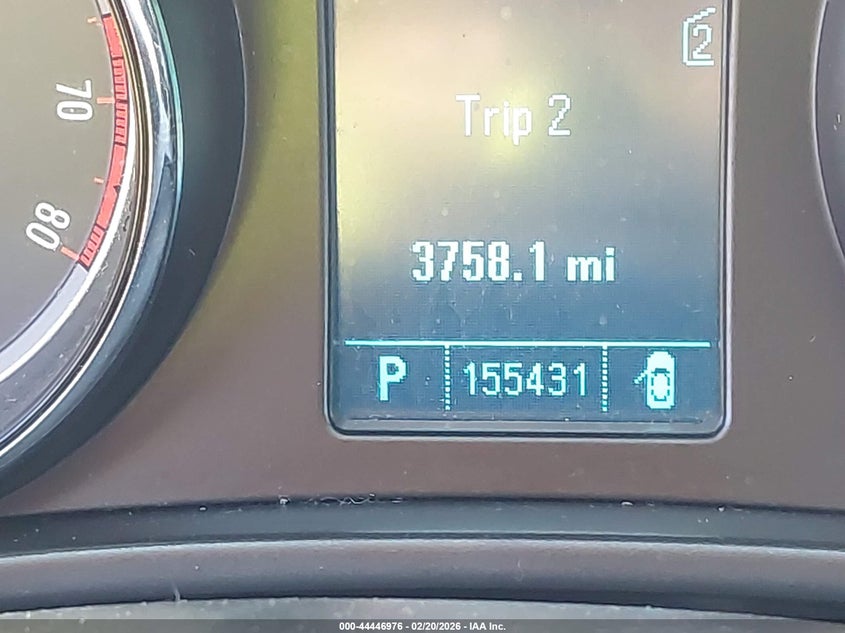 2
Trip 2
70
80
3758.1 mi
P 155431
000-44446976 - 02/20/2026 - IAA Inc.